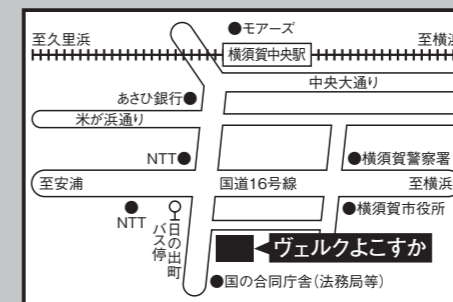 ●モアーズ
至久里浜
至横浜
横須賀中央駅
中央大通り
あさひ銀行●
米が浜通り
NTT●
●横須賀警察署
至安浦
国道16号線
至横浜
●
NTT
日の出町
バス停
●横須賀市役所
ヴェルクよこすか
●国の合同庁舎(法務局等)